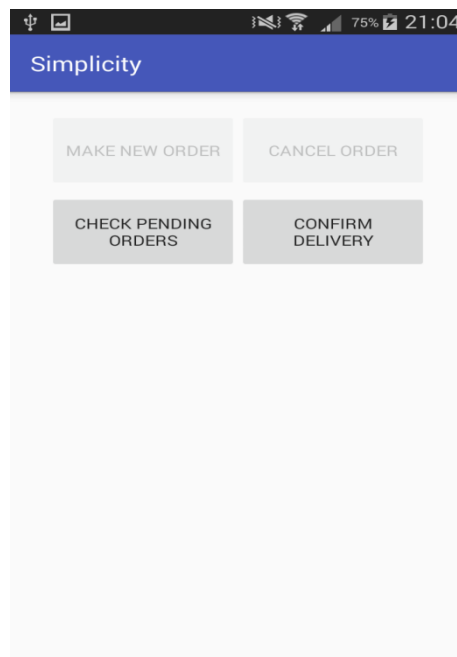 75% 21:04
Simplicity
MAKE NEW ORDER CANCEL ORDER
CHECK PENDING CONFIRM
ORDERS DELIVERY